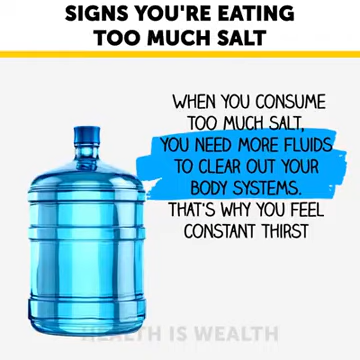 SIGNS YOU'RE EATING
TOO MUCH SALT
WHEN YOU CONSUME
TOO MUCH SALT,
YOU NEED MORE FLUIDS
TO CLEAR OUT YOUR
BODY SYSTEMS.
THAT'S WHY YOU FEEL
CONSTANT THIRST
HEALTH IS WEALTH